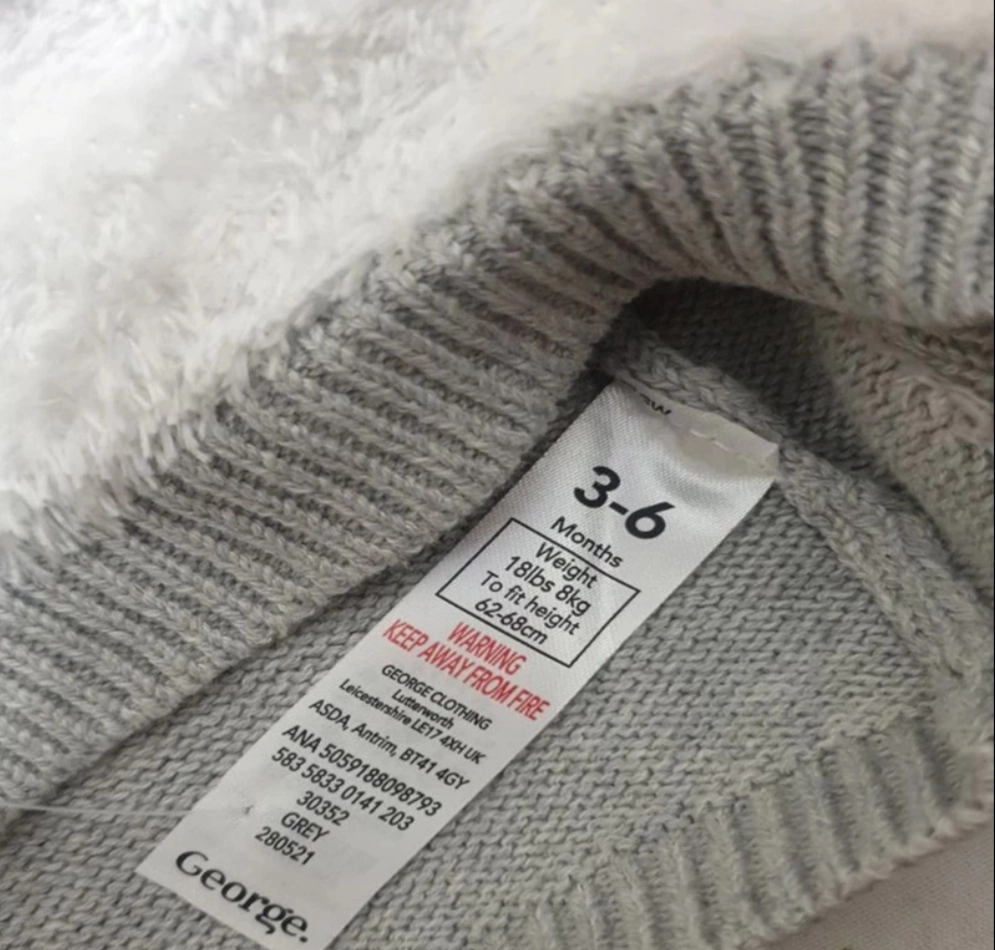 3-6
Months
Weight
18lbs 8kg
To fit height
62-68cm
WARNING
KEEP AWAY FROM FIRE
GEORGE CLOTHING
Lutterworth
Leicestershire LE17 4XH UK
ASDA, Antrim, BT41 4GY
ANA 5059188098793
583 5833 0141 203
30352
GREY
280521
George.